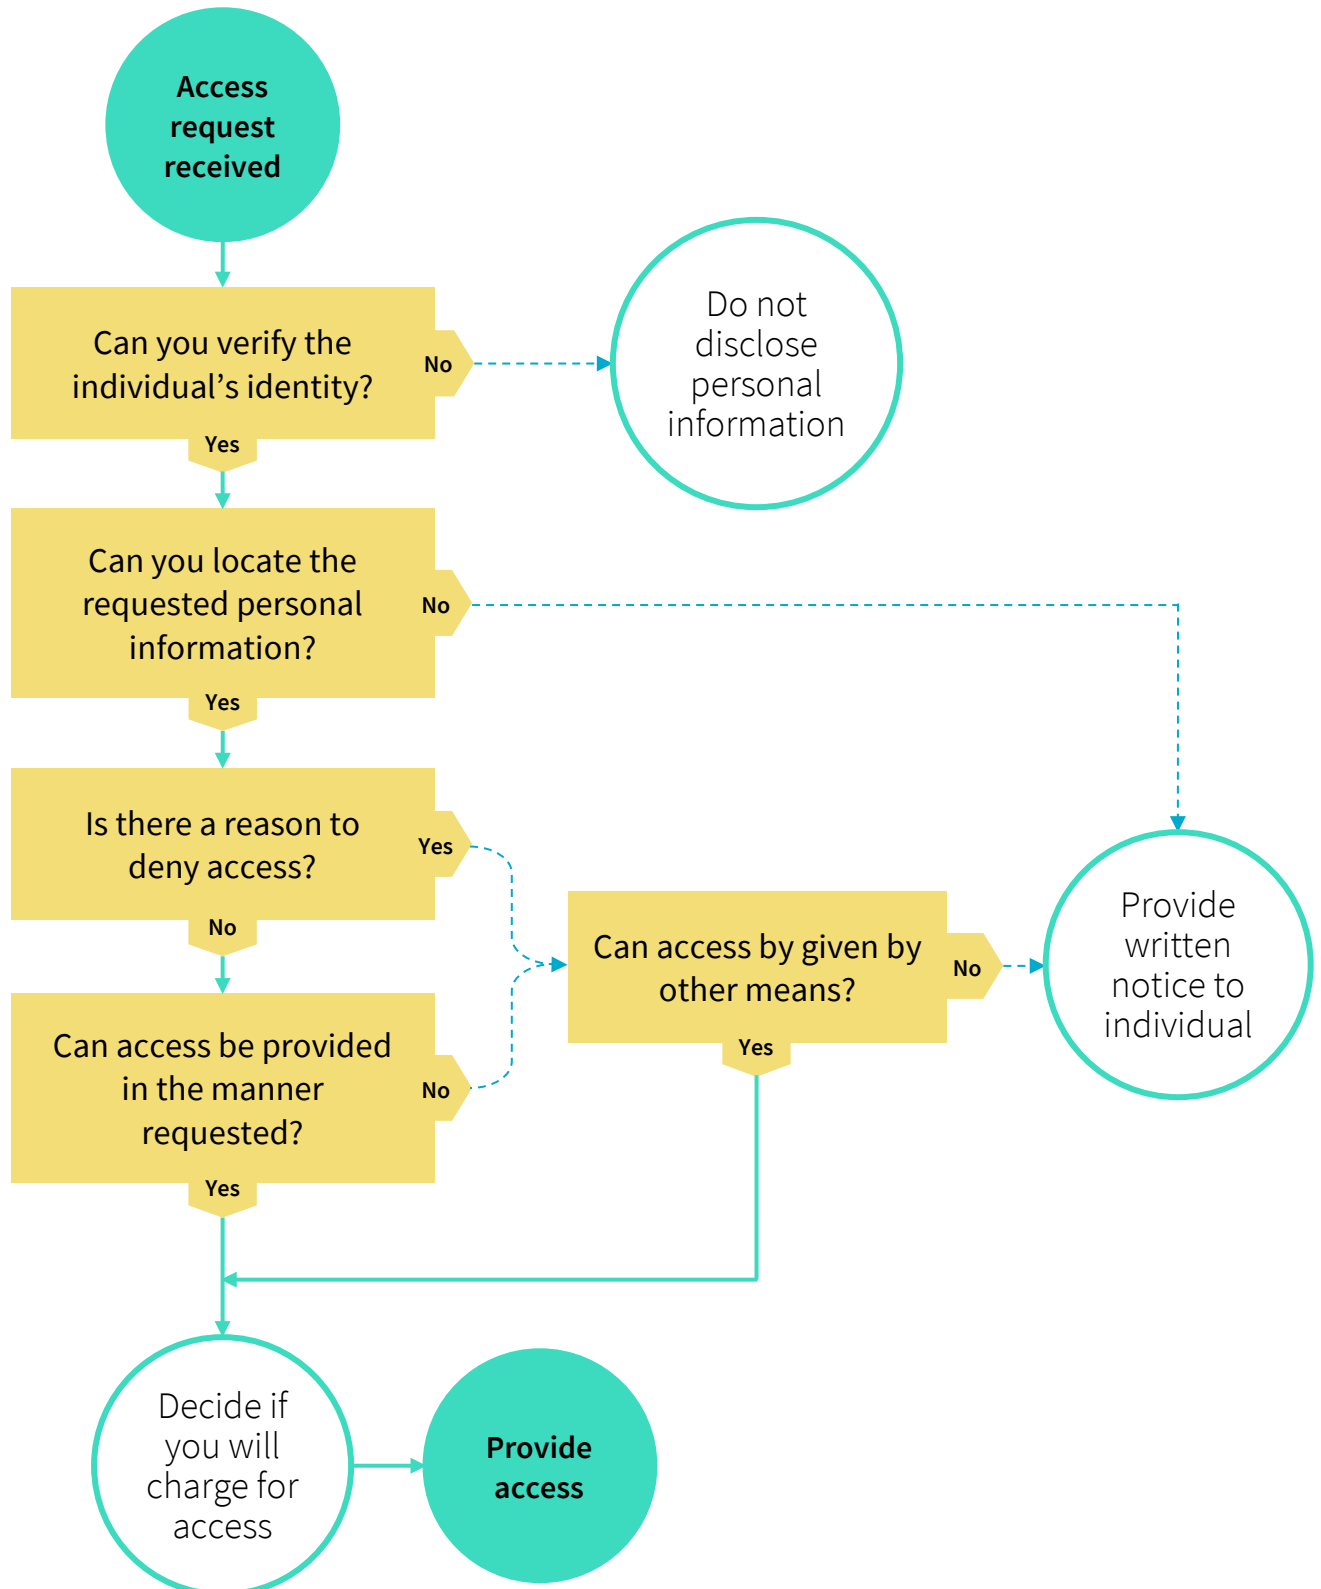 Access
request
received
Do not
disclose
personal
information
Can you verify the
individual’s identity?
No
Yes
Can you locate the
requested personal
information?
No
Yes
Is there a reason to
deny access?
Yes
No
Can access by given by
other means?
No
Yes
Provide
written
notice to
individual
Can access be provided
in the manner
requested?
No
Yes
Decide if
you will
charge for
access
Provide
access